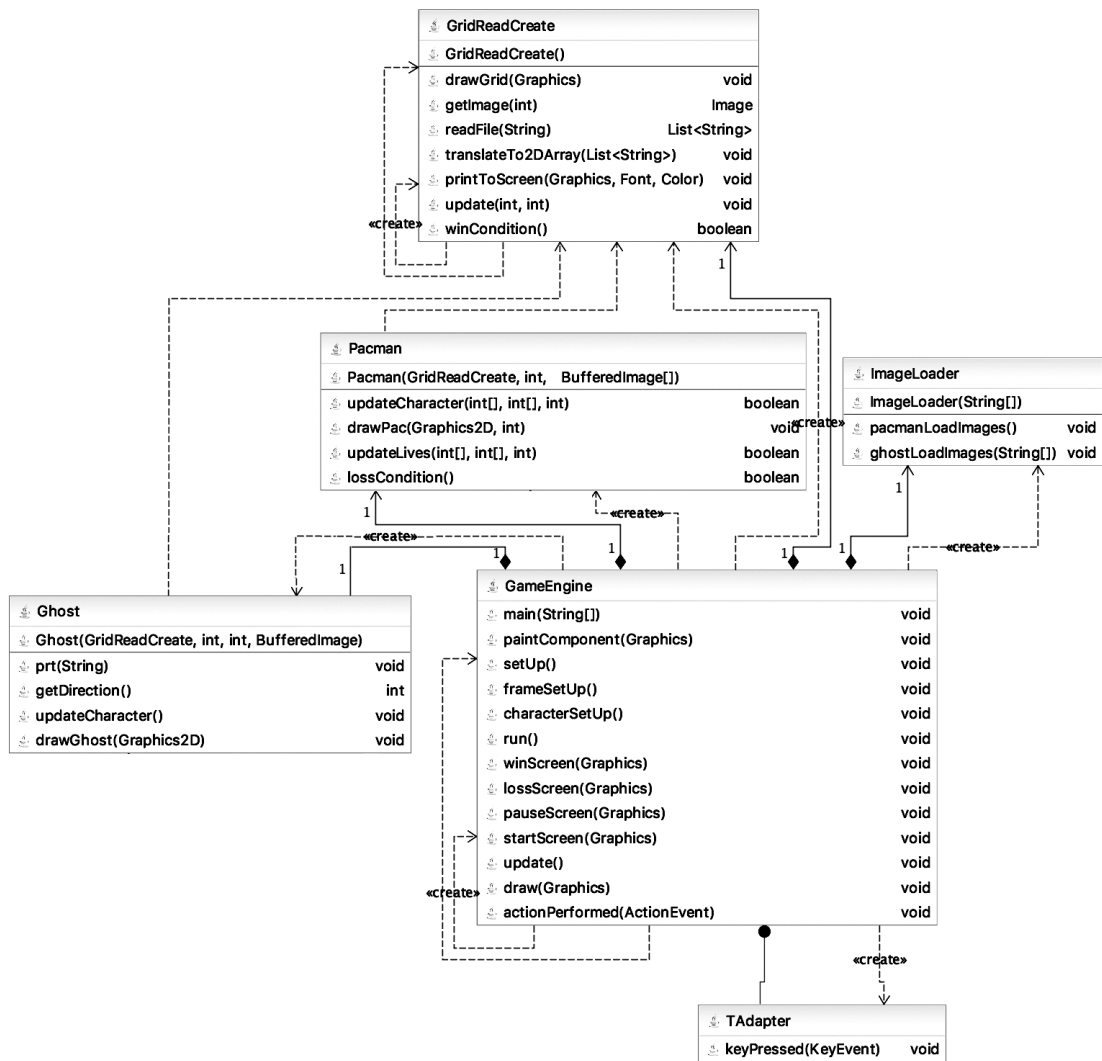 GridReadCreate
GridReadCreate()
drawGrid(Graphics) void
getImage(int) Image
readFile(String) List<String>
translateTo2DArray(List<String>) void
printToScreen(Graphics, Font, Color) void
update(int, int) void
«create»
winCondition() boolean
1
Pacman
Pacman(GridReadCreate, int, BufferedImage[])
updateCharacter(int[], int[], int) boolean
drawPac(Graphics2D, int) void
updateLives(int[], int[], int) boolean
lossCondition() boolean
«create»
ImageLoader
ImageLoader(String[])
pacmanLoadImages() void
ghostLoadImages(String[]) void
1
1
«create»
«create»
1
1
1
1
«create»
1
Ghost
Ghost(GridReadCreate, int, int, BufferedImage)
prt(String) void
getDirection() int
updateCharacter() void
drawGhost(Graphics2D) void
GameEngine
main(String[]) void
paintComponent(Graphics) void
setUp() void
frameSetUp() void
characterSetUp() void
run() void
winScreen(Graphics) void
lossScreen(Graphics) void
pauseScreen(Graphics) void
startScreen(Graphics) void
update() void
draw(Graphics) void
«create»
actionPerformed(ActionEvent) void
«create»
TAdapter
keyPressed(KeyEvent) void